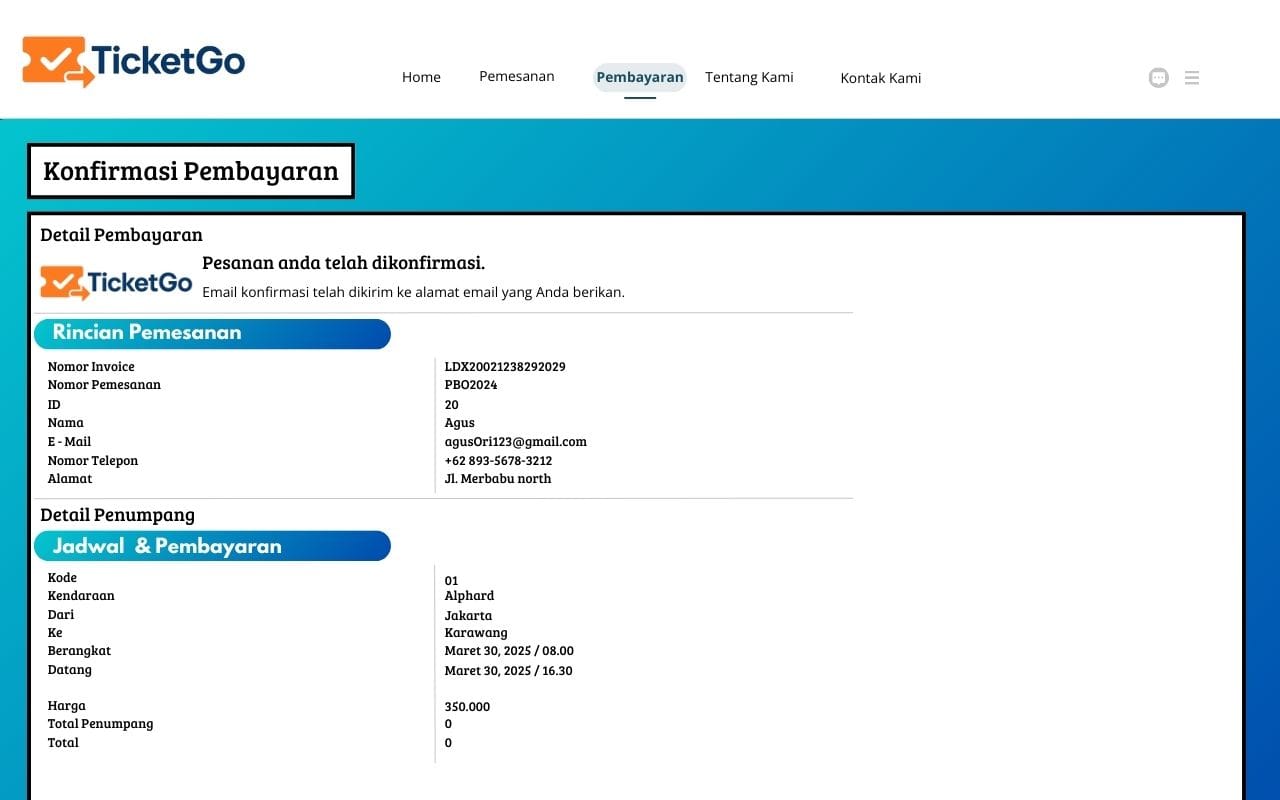 TicketGo
Home Pemesanan Pembayaran Tentang Kami Kontak Kami
Konfirmasi Pembayaran
Detail Pembayaran
TicketGo
Pesanan anda telah dikonfirmasi.
Email konfirmasi telah dikirim ke alamat email yang Anda berikan.
Rincian Pemesanan
Nomor Invoice LDX20021238292029
Nomor Pemesanan PBO2024
ID 20
Nama Agus
E - Mail agusOri123@gmail.com
Nomor Telepon +62 893-5678-3212
Alamat Jl. Merbabu north
Detail Penumpang
Jadwal & Pembayaran
Kode 01
Kendaraan Alphard
Dari Jakarta
Ke Karawang
Berangkat Maret 30, 2025 / 08.00
Datang Maret 30, 2025 / 16.30
Harga 350.000
Total Penumpang 0
Total 0